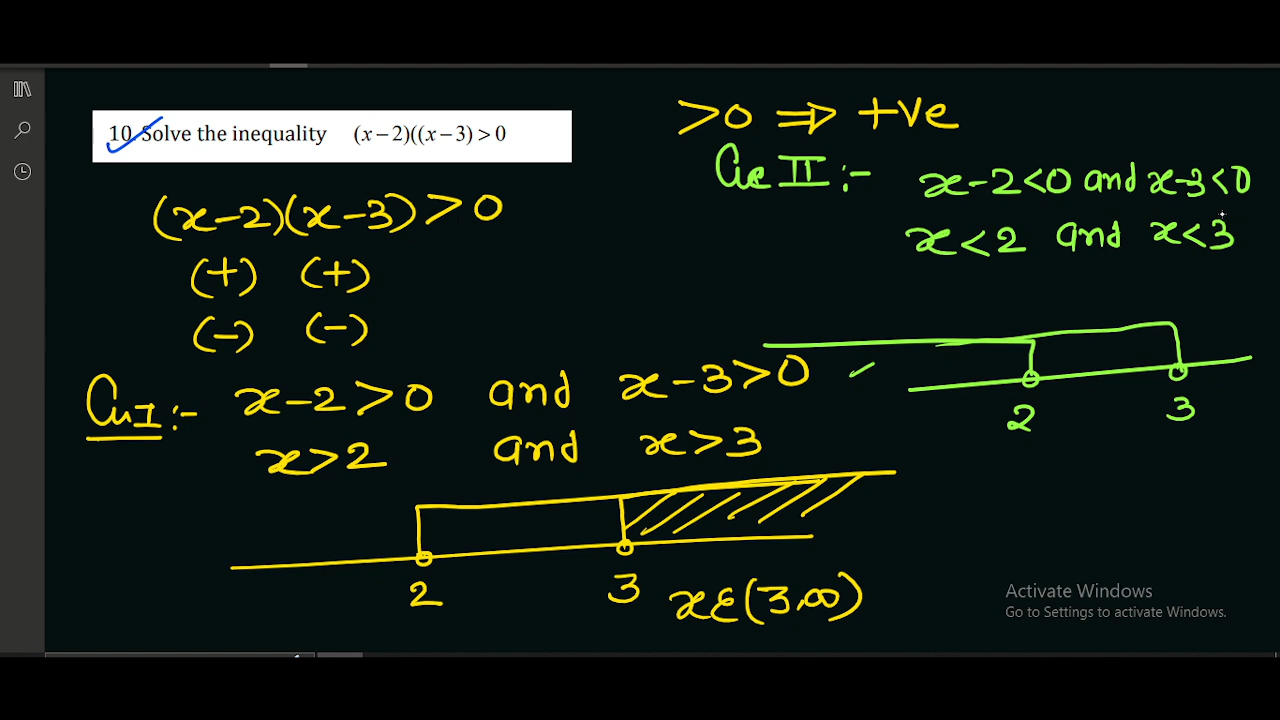 10. Solve the inequality (x−2)((x−3) > 0
(x−2)(x−3) > 0
(+) (+)
(−) (−)
>0 ⇒ +ve
Case II :- x−2<0 and x−3<0
x<2 and x<3
2 3
Case I :- x−2>0 and x−3>0
x>2 and x>3
2 3
x∈(3,∞)
Activate Windows
Go to Settings to activate Windows.